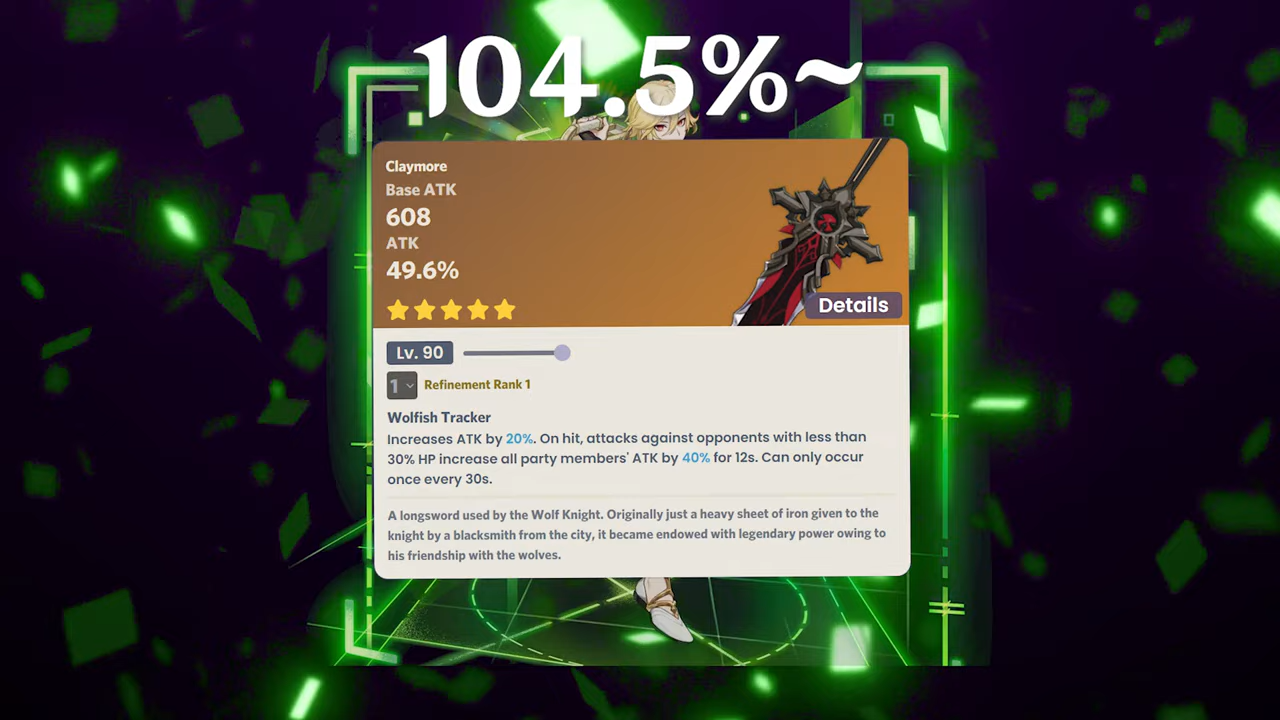 104.5%~
Claymore
Base ATK
608
ATK
49.6%
Details
Lv. 90
1
Refinement Rank 1
Wolfish Tracker
Increases ATK by 20%. On hit, attacks against opponents with less than
30% HP increase all party members' ATK by 40% for 12s. Can only occur
once every 30s.
A longsword used by the Wolf Knight. Originally just a heavy sheet of iron given to the
knight by a blacksmith from the city, it became endowed with legendary power owing to
his friendship with the wolves.